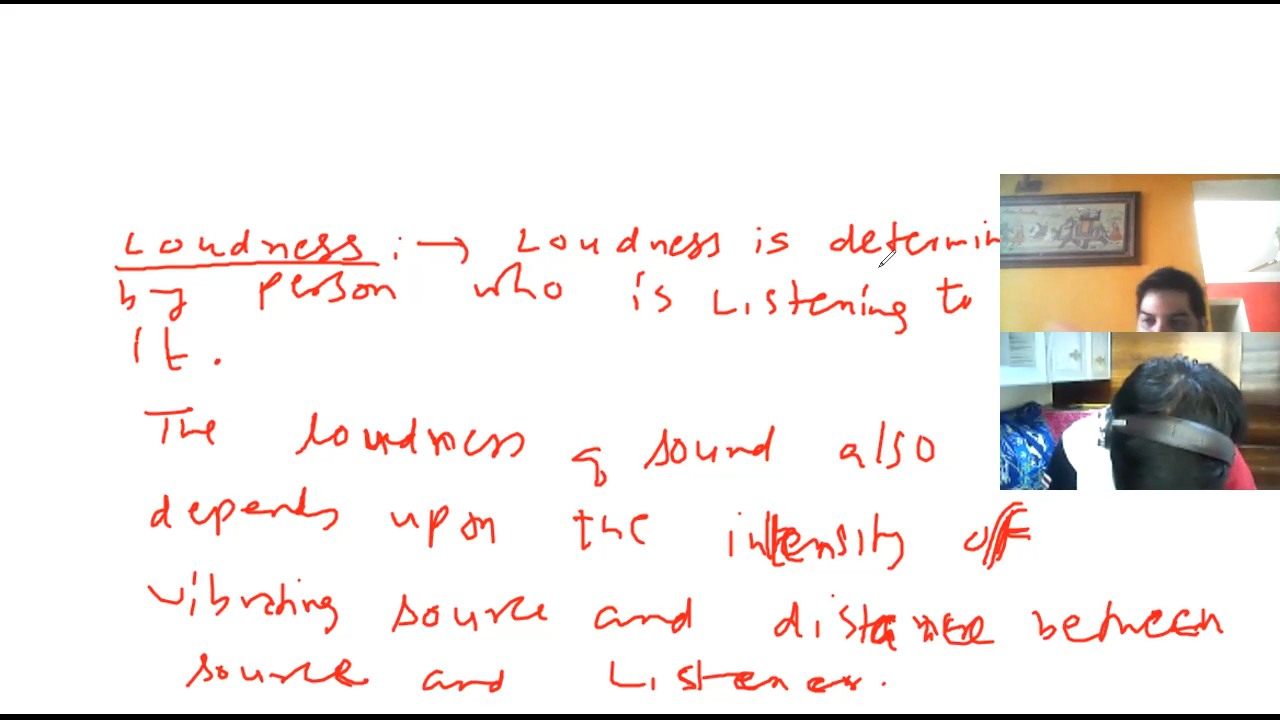 Loudness : → Loudness is determin
by person who is Listening to
it.
The loudness of sound also
depends upon the intensity of
vibrating source and distance between
source and Listener.